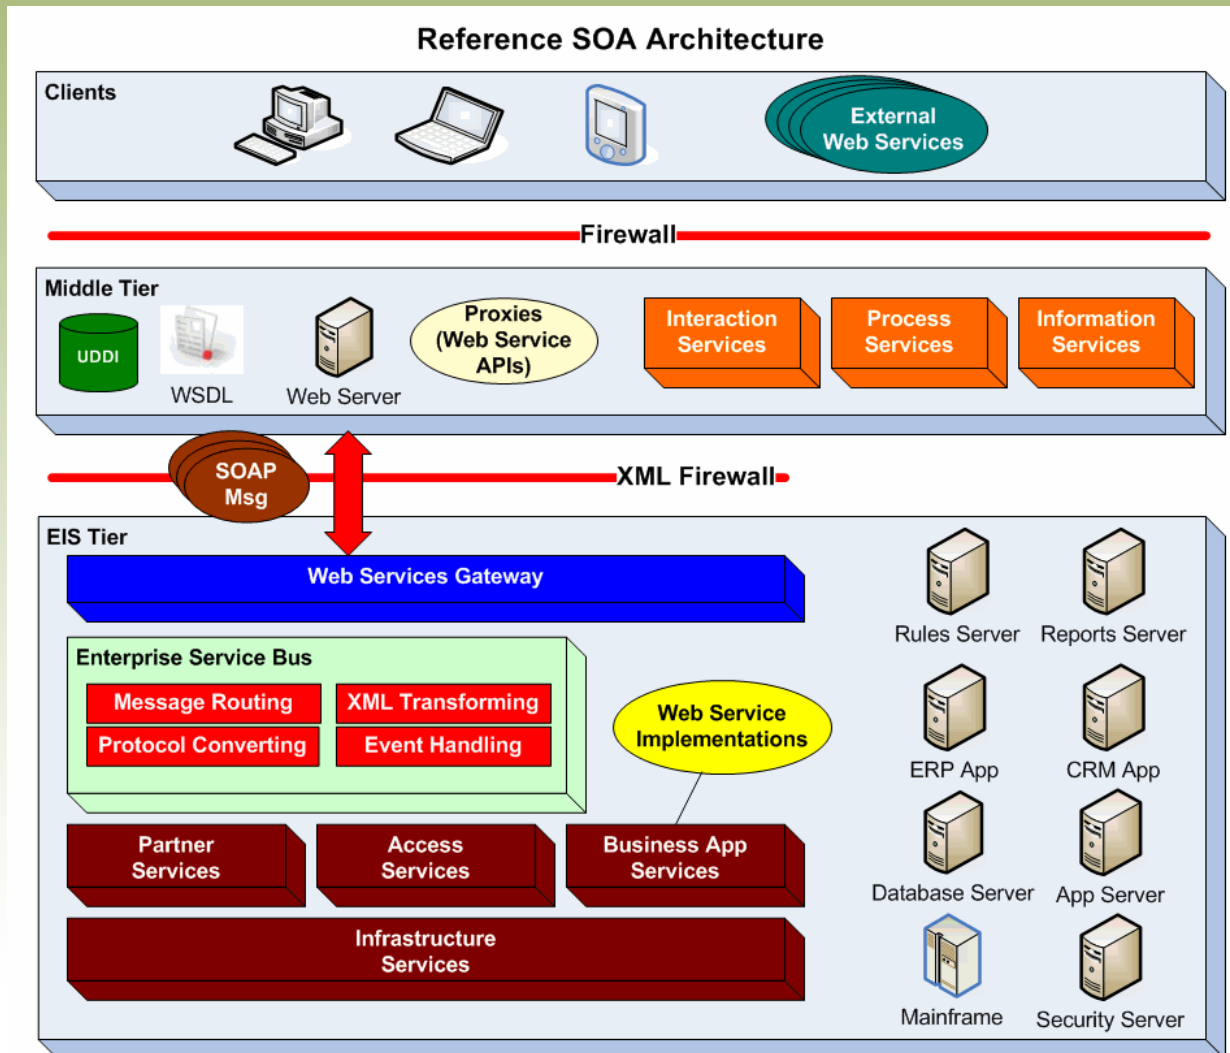 Reference SOA Architecture
Clients
External
Web Services
Firewall
Middle Tier
UDDI
WSDL
Web Server
Proxies
(Web Service
APIs)
Interaction
Services
Process
Services
Information
Services
SOAP
Msg
XML Firewall
EIS Tier
Web Services Gateway
Enterprise Service Bus
Message Routing
XML Transforming
Protocol Converting
Event Handling
Web Service
Implementations
Partner
Services
Access
Services
Business App
Services
Infrastructure
Services
Rules Server
Reports Server
ERP App
CRM App
Database Server
App Server
Mainframe
Security Server